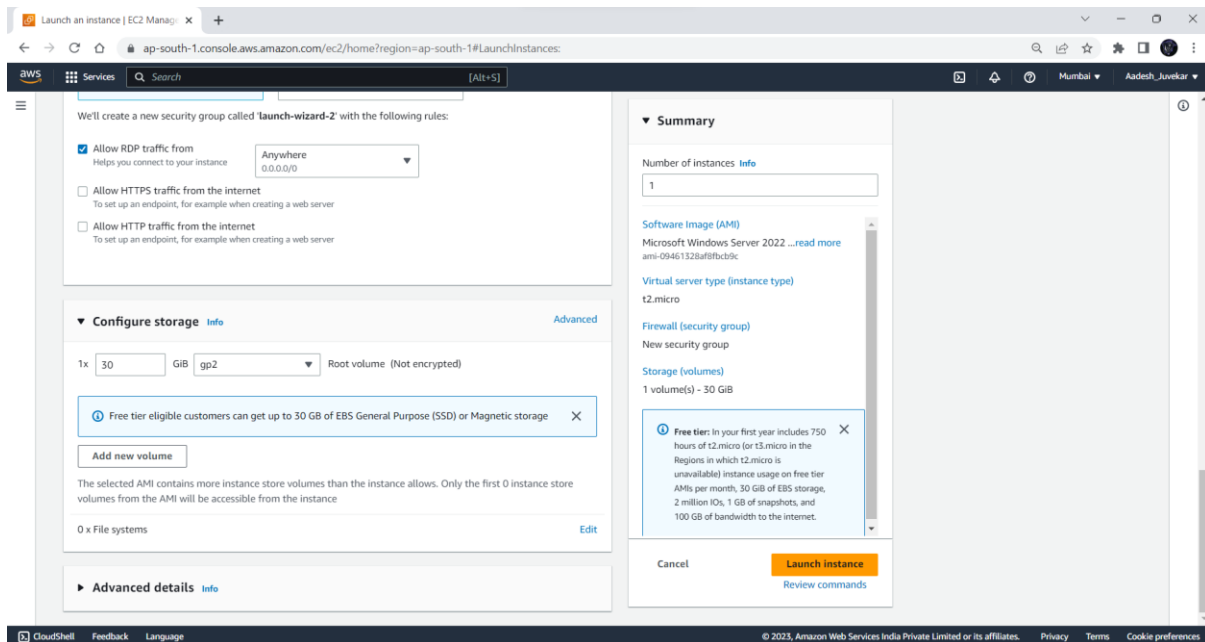 Launch an instance | EC2 Manag
ap-south-1.console.aws.amazon.com/ec2/home?region=ap-south-1#LaunchInstances:
aws
Services
Search
[Alt+S]
Mumbai
Aadesh_Juvekar
We'll create a new security group called 'launch-wizard-2' with the following rules:
Allow RDP traffic from
Helps you connect to your instance
Anywhere
0.0.0.0/0
Allow HTTPS traffic from the internet
To set up an endpoint, for example when creating a web server
Allow HTTP traffic from the internet
To set up an endpoint, for example when creating a web server
Configure storage Info
Advanced
1x 30 GiB gp2 Root volume (Not encrypted)
Free tier eligible customers can get up to 30 GB of EBS General Purpose (SSD) or Magnetic storage
Add new volume
The selected AMI contains more instance store volumes than the instance allows. Only the first 0 instance store
volumes from the AMI will be accessible from the instance
0 x File systems
Edit
Advanced details Info
Summary
Number of instances Info
1
Software Image (AMI)
Microsoft Windows Server 2022 ...read more
ami-09461328af8fbcb9c
Virtual server type (instance type)
t2.micro
Firewall (security group)
New security group
Storage (volumes)
1 volume(s) - 30 GiB
Free tier: In your first year includes 750
hours of t2.micro (or t3.micro in the
Regions in which t2.micro is
unavailable) instance usage on free tier
AMIs per month, 30 GiB of EBS storage,
2 million IOs, 1 GB of snapshots, and
100 GB of bandwidth to the internet.
Cancel
Launch instance
Review commands
CloudShell Feedback Language
© 2023, Amazon Web Services India Private Limited or its affiliates. Privacy Terms Cookie preferences